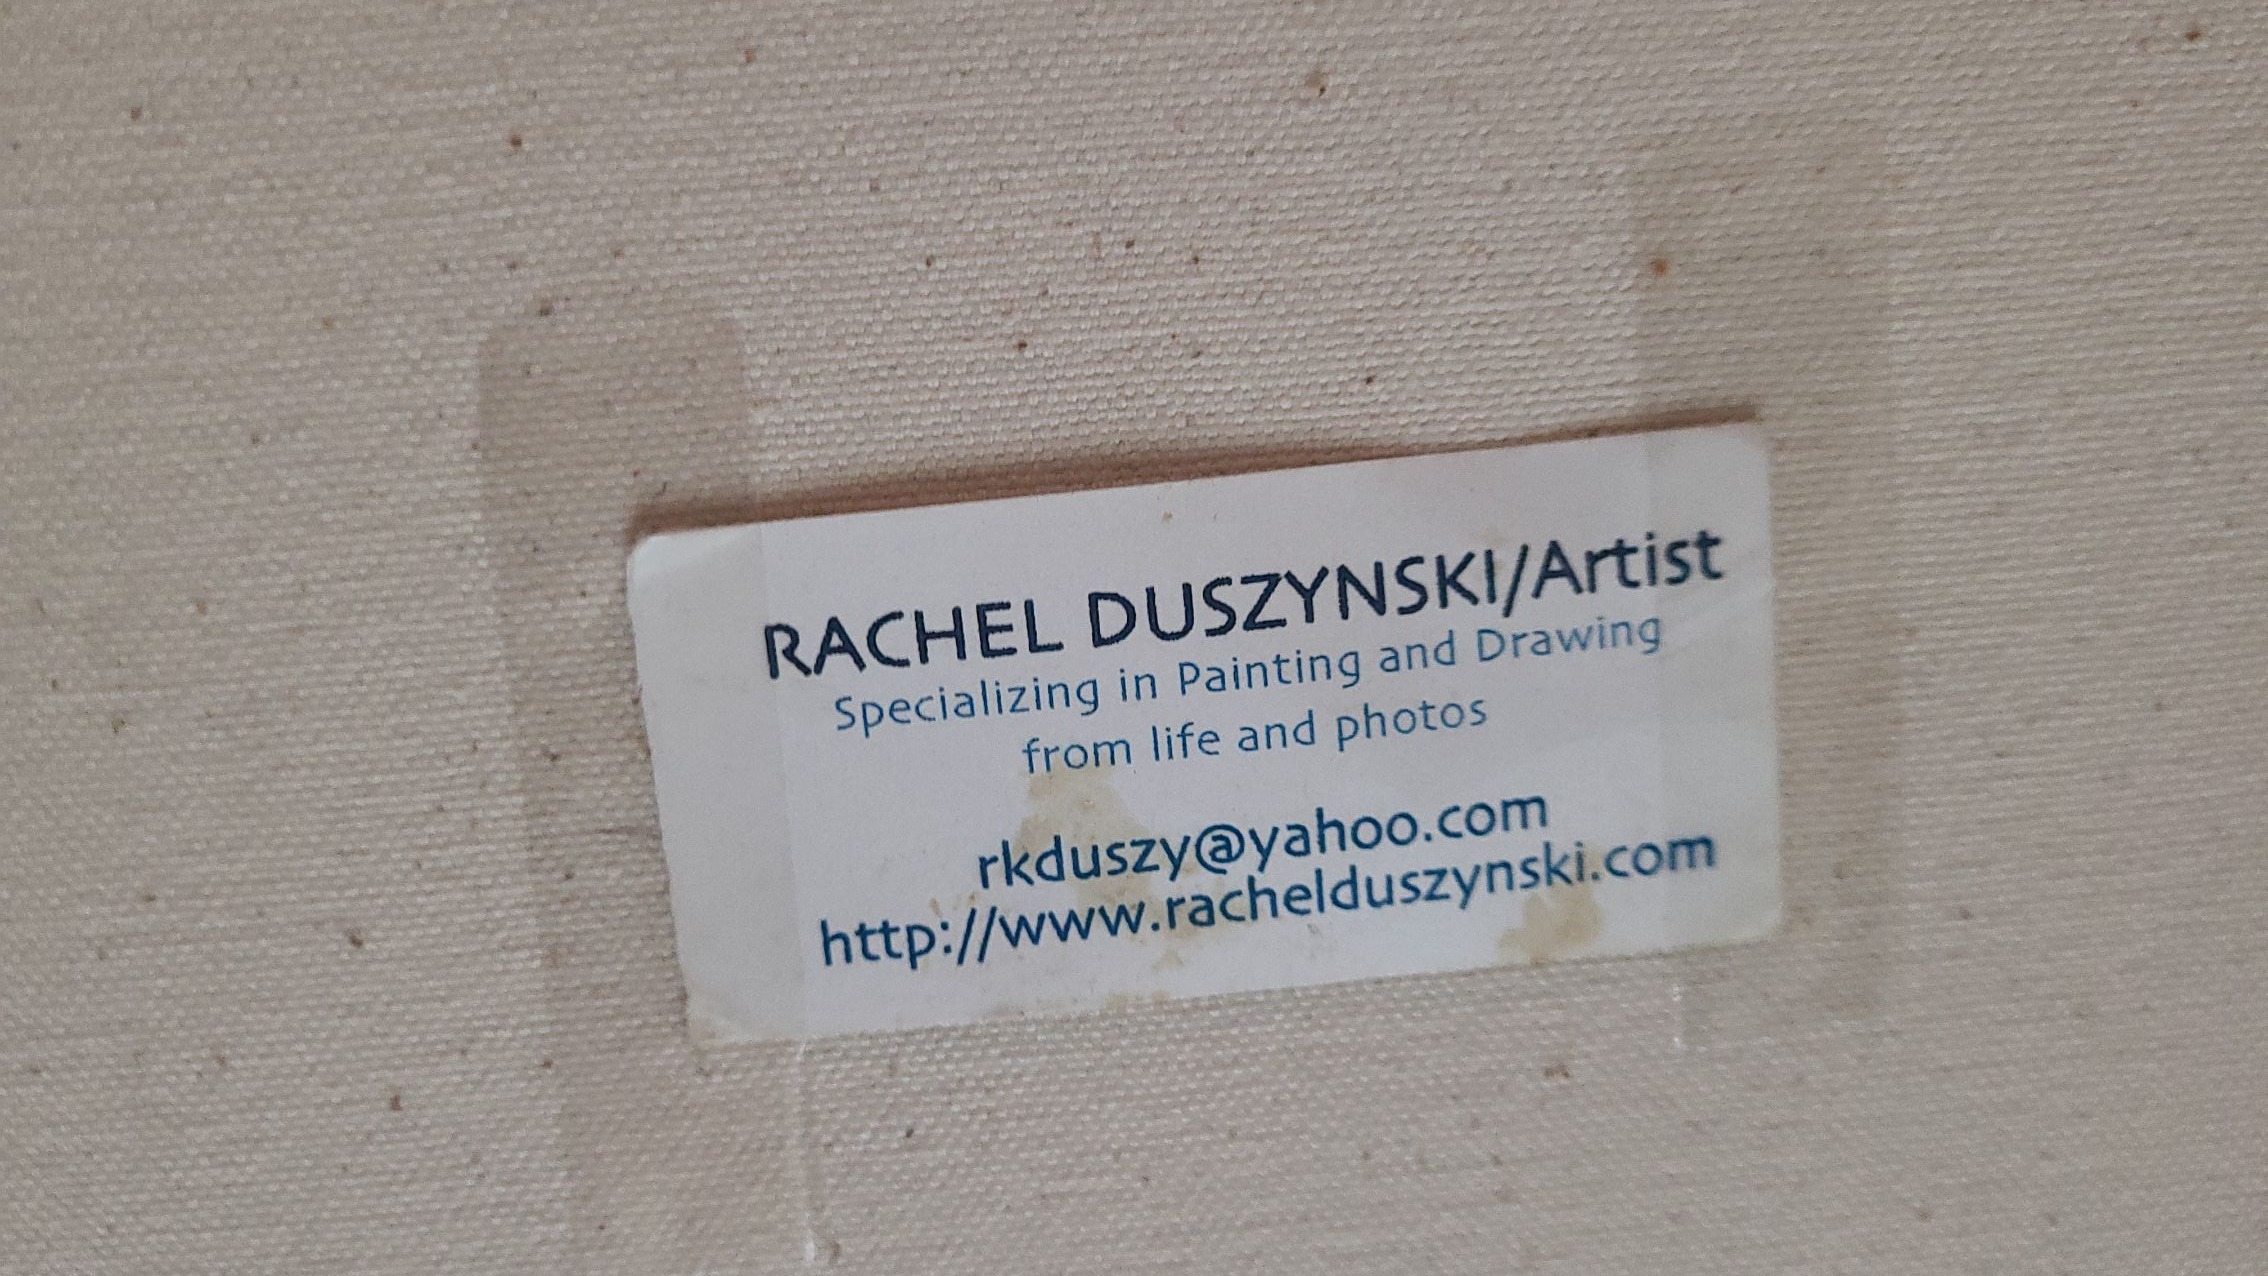 RACHEL DUSZYNSKI/Artist
Specializing in Painting and Drawing
from life and photos
rkduszy@yahoo.com
http://www.rachelduszynski.com